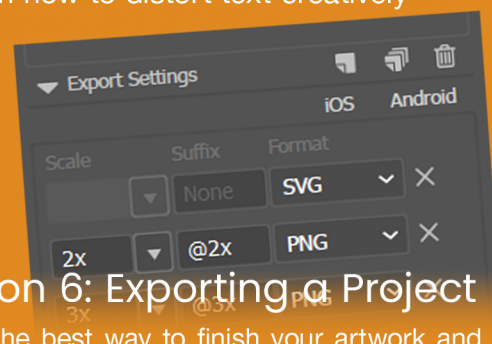 how to distort text creatively
Export Settings
iOS Android
Scale Suffix Format
None SVG
2x @2x PNG
3x @3x PNG
on 6: Exporting a Project
he best way to finish your artwork and